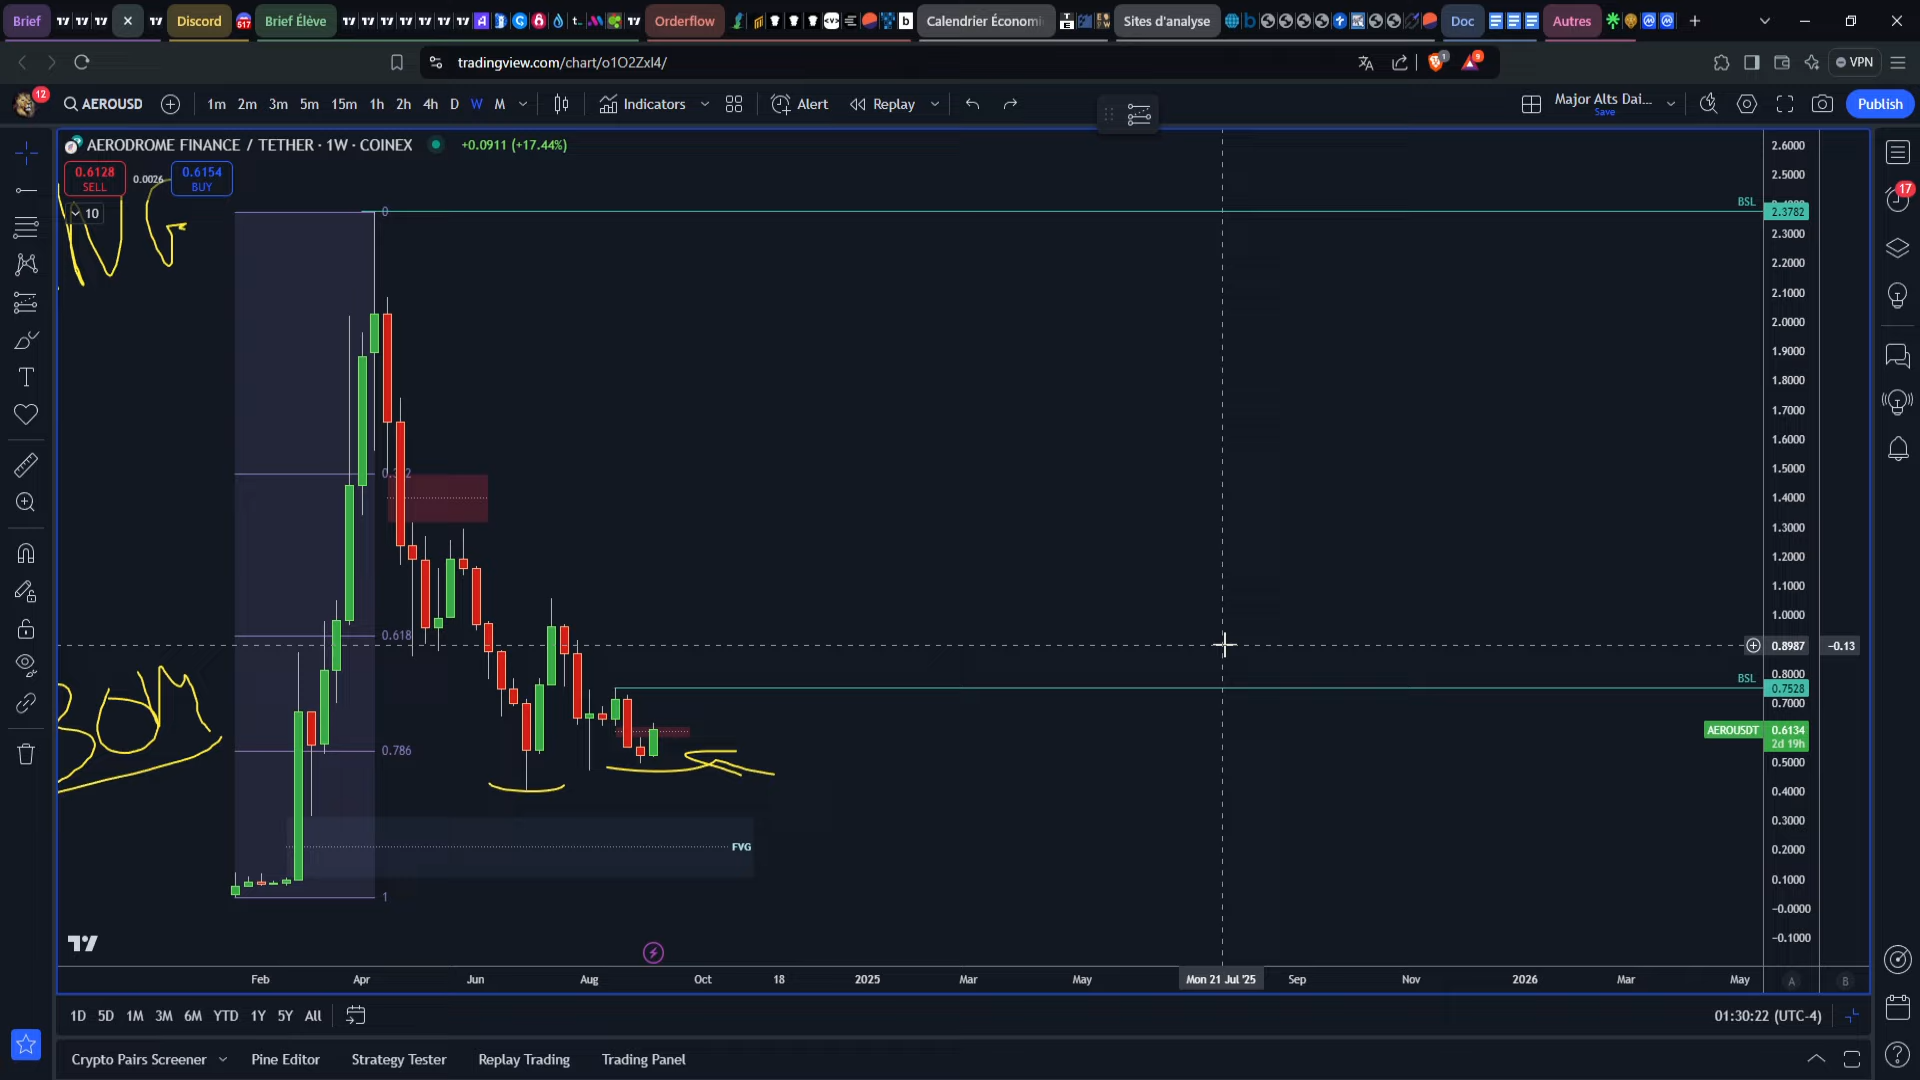 Brief
Discord
517
Brief Élève
Orderflow
Calendrier Économi
Sites d'analyse
Doc
Autres
tradingview.com/chart/o1O2Zxl4/
1
9
VPN
12
AEROUSD
1m 2m 3m 5m 15m 1h 2h 4h D W M
Indicators
Alert
Replay
Major Alts Dai...
Save
Publish
AERODROME FINANCE / TETHER · 1W · COINEX
+0.0911 (+17.44%)
0.6128
SELL
0.0026
0.6154
BUY
10
NG
BOM
0
0.618
0.786
1
FVG
BSL
2.3782
BSL
0.7528
2.6000
2.5000
2.3000
2.2000
2.1000
2.0000
1.9000
1.8000
1.7000
1.6000
1.5000
1.4000
1.3000
1.2000
1.1000
1.0000
0.8987
−0.13
0.8000
0.7000
AEROUSDT
0.6134
2d 19h
0.5000
0.4000
0.3000
0.2000
0.1000
−0.0000
−0.1000
17
Feb Apr Jun Aug Oct 18 2025 Mar May Mon 21 Jul '25 Sep Nov 2026 Mar May
A
B
1D 5D 1M 3M 6M YTD 1Y 5Y All
01:30:22 (UTC-4)
Crypto Pairs Screener
Pine Editor
Strategy Tester
Replay Trading
Trading Panel